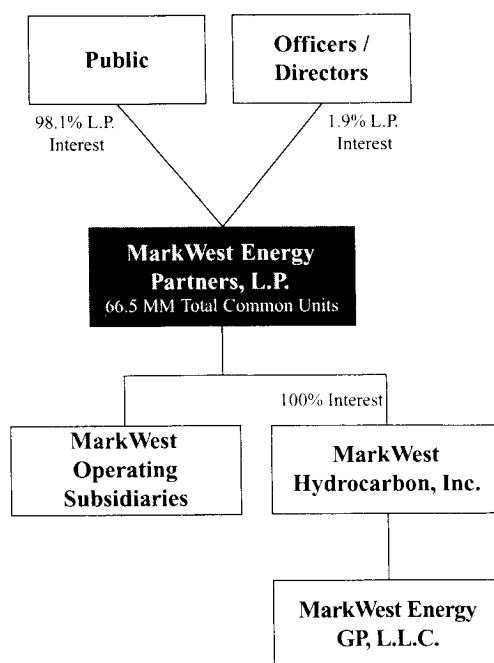 Public
Officers /
Directors
98.1% L.P.
Interest
1.9% L.P.
Interest
MarkWest Energy
Partners, L.P.
66.5 MM Total Common Units
100% Interest
MarkWest
Operating
Subsidiaries
MarkWest
Hydrocarbon, Inc.
MarkWest Energy
GP, L.L.C.